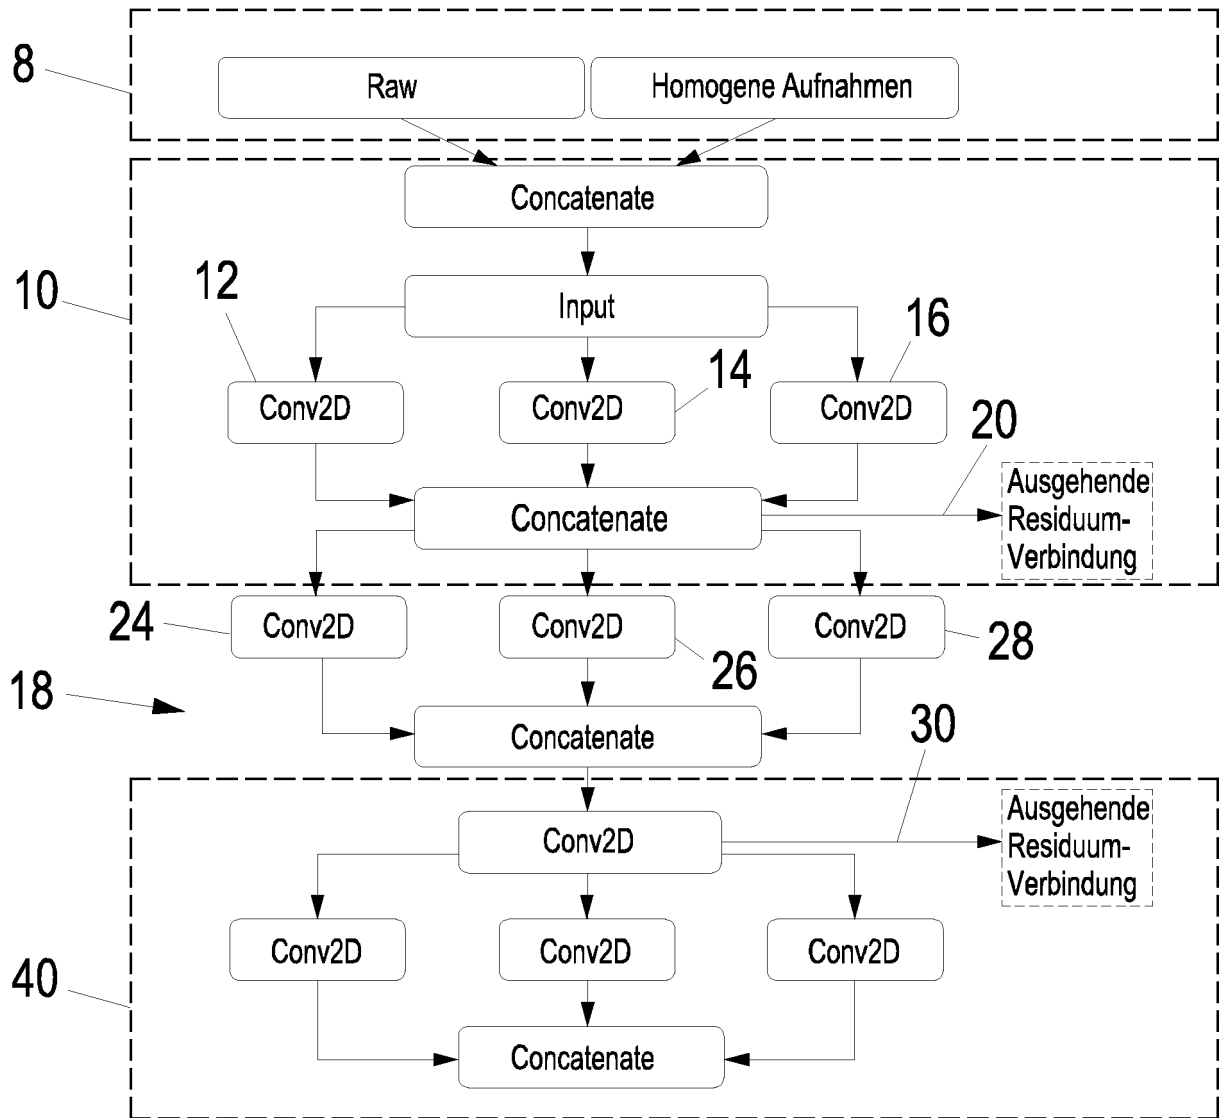 8
Raw
Homogene Aufnahmen
Concatenate
10
12
Input
16
14
Conv2D
Conv2D
Conv2D
20
Ausgehende
Residuum-
Verbindung
Concatenate
24
Conv2D
Conv2D
Conv2D
28
26
18
Concatenate
30
Ausgehende
Residuum-
Verbindung
Conv2D
Conv2D
Conv2D
Conv2D
40
Concatenate